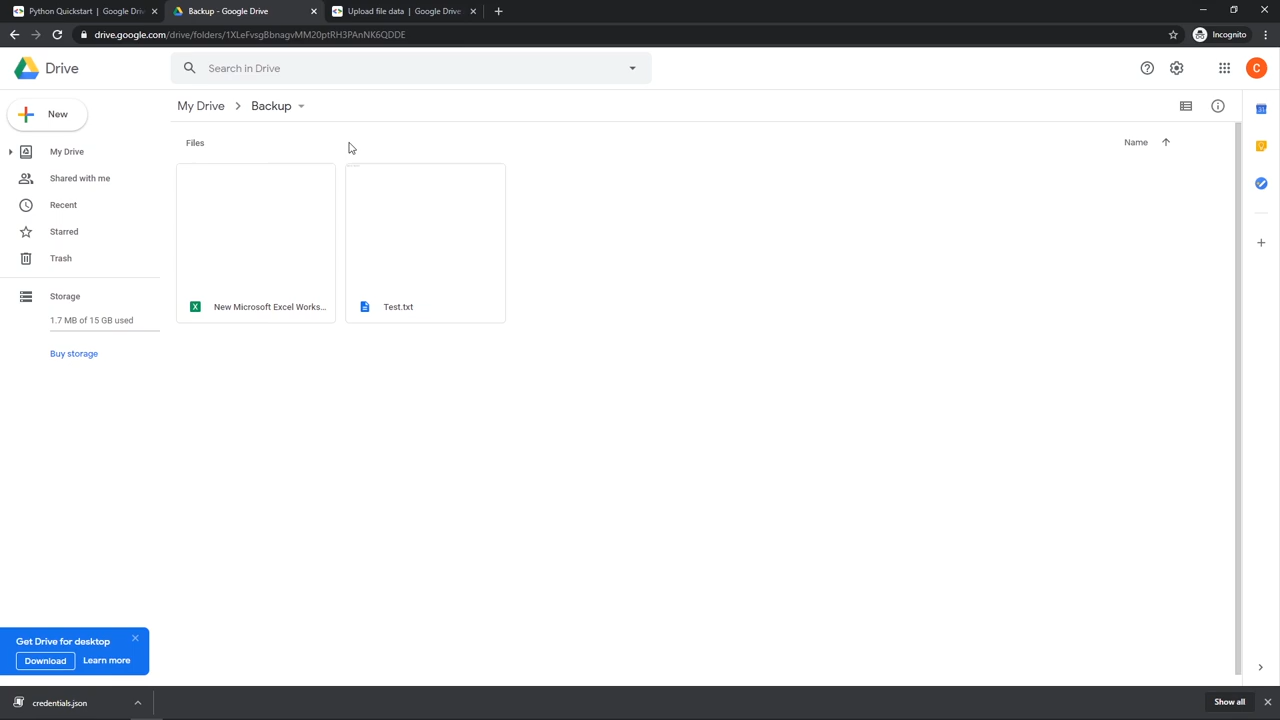 Python Quickstart | Google Driv
Backup - Google Drive
Upload file data | Google Drive
drive.google.com/drive/folders/1XLeFvsgBbnagvMM20ptRH3PAnNK6QDDE
Incognito
Drive
Search in Drive
C
New
My Drive > Backup
Files
Name
My Drive
Shared with me
Recent
Starred
Trash
Storage
1.7 MB of 15 GB used
Buy storage
New Microsoft Excel Works...
Test.txt
Get Drive for desktop
Download
Learn more
credentials.json
Show all